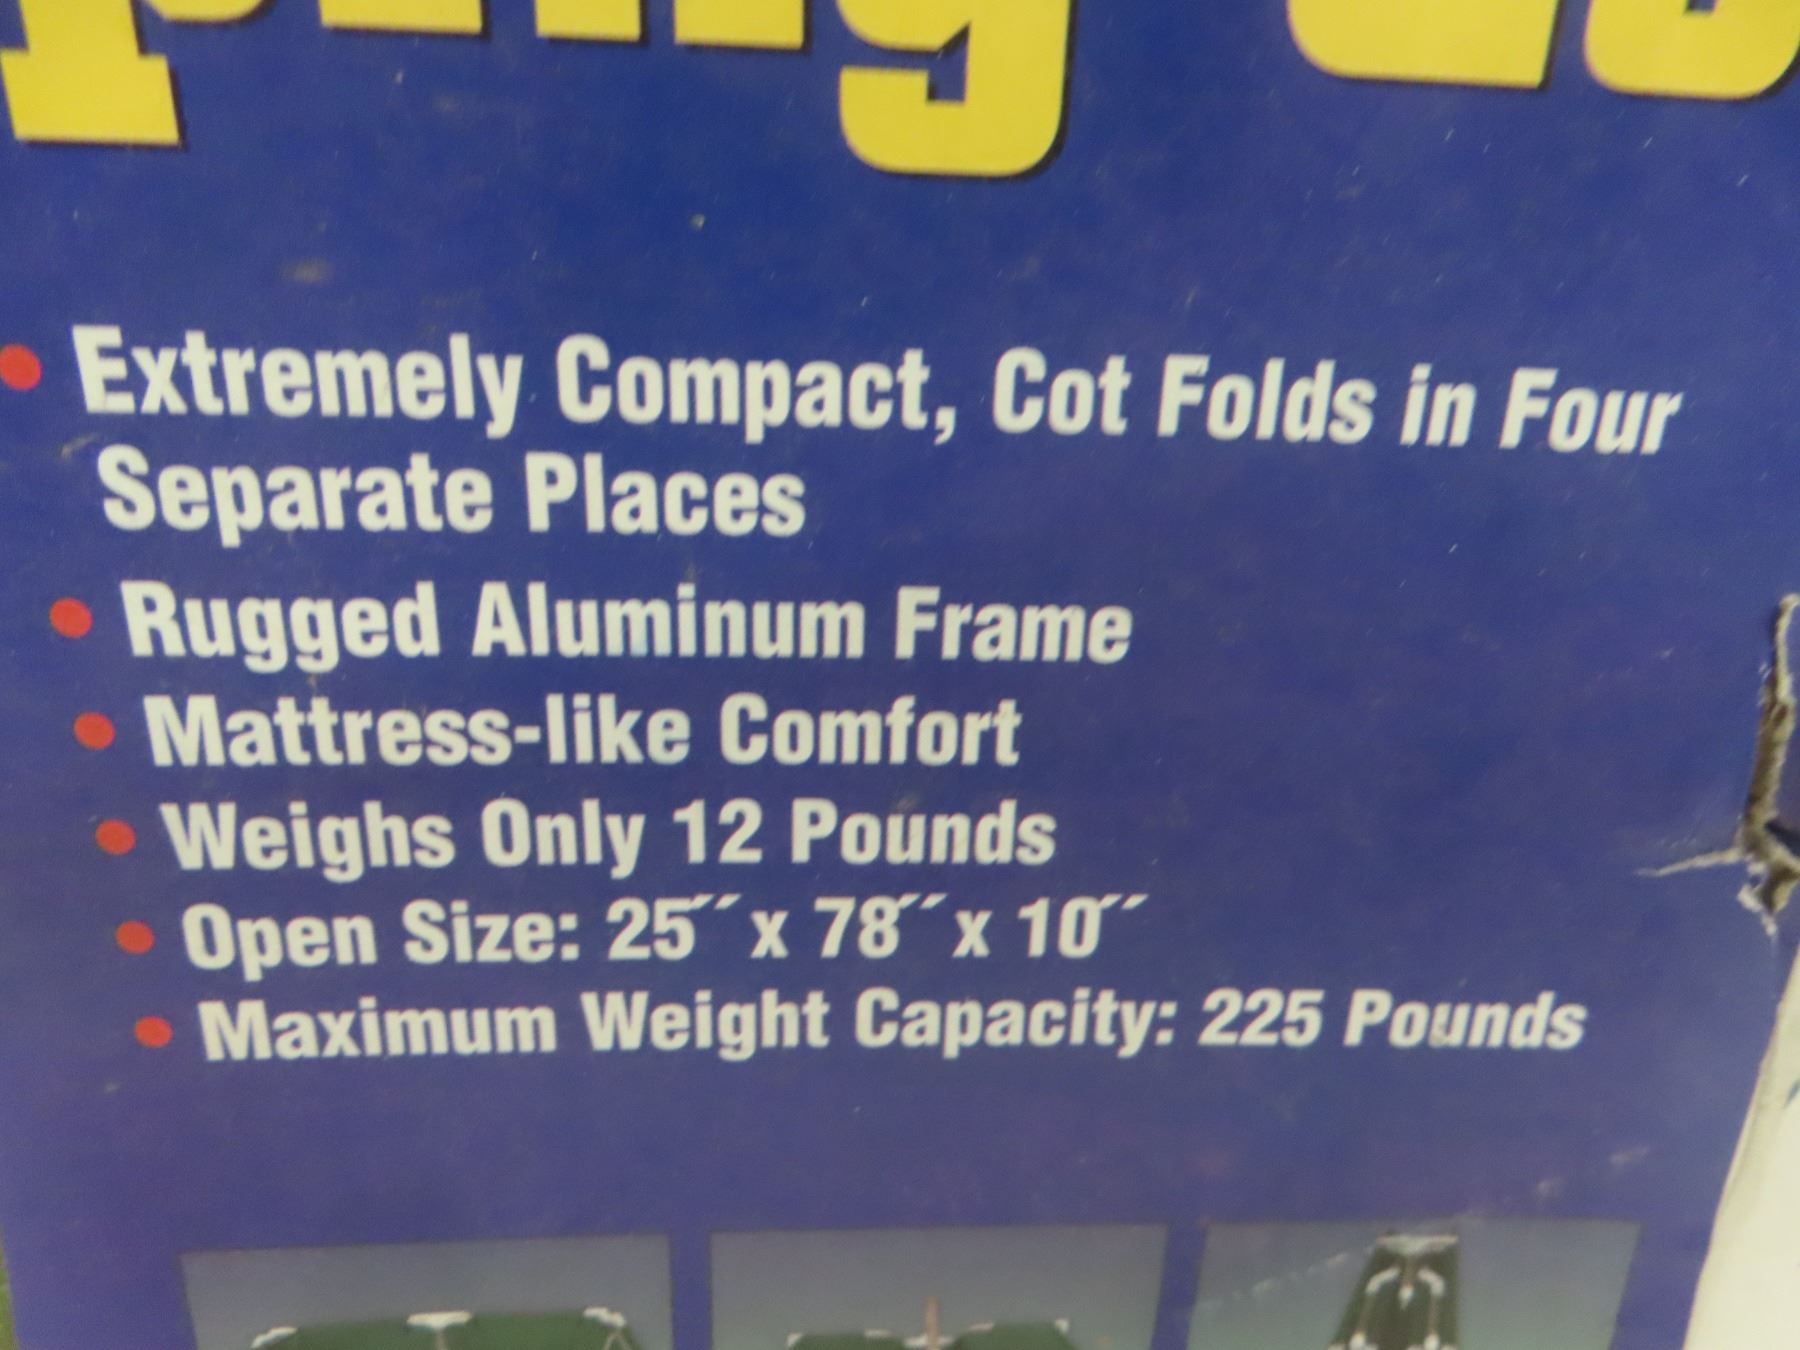 • Extremely Compact, Cot Folds in Four
Separate Places
• Rugged Aluminum Frame
• Mattress-like Comfort
• Weighs Only 12 Pounds
• Open Size: 25˝ x 78˝ x 10˝
• Maximum Weight Capacity: 225 Pounds